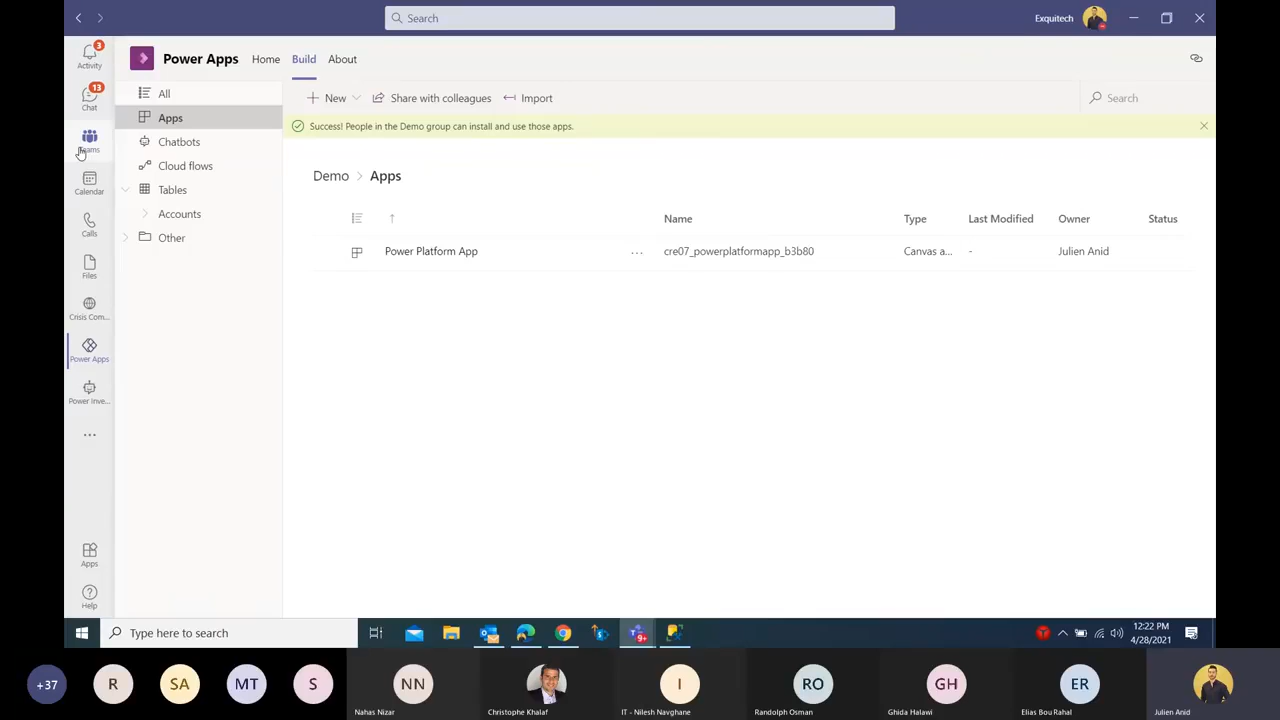 Search
Exquitech
3
Activity
Power Apps
Home
Build
About
13
Chat
Teams
Calendar
Calls
Files
Crisis Com...
Power Apps
Power Inve...
Apps
Help
All
Apps
Chatbots
Cloud flows
Tables
Accounts
Other
New
Share with colleagues
Import
Search
Success! People in the Demo group can install and use those apps.
Demo > Apps
Name Type Last Modified Owner Status
Power Platform App ... cre07_powerplatformapp_b3b80 Canvas a... - Julien Anid
Type here to search
9+
12:22 PM
4/28/2021
+37
R
SA
MT
S
NN
I
RO
GH
ER
Nahas Nizar
Christophe Khalaf
IT - Nilesh Navghane
Randolph Osman
Ghida Halawi
Elias Bou Rahal
Julien Anid